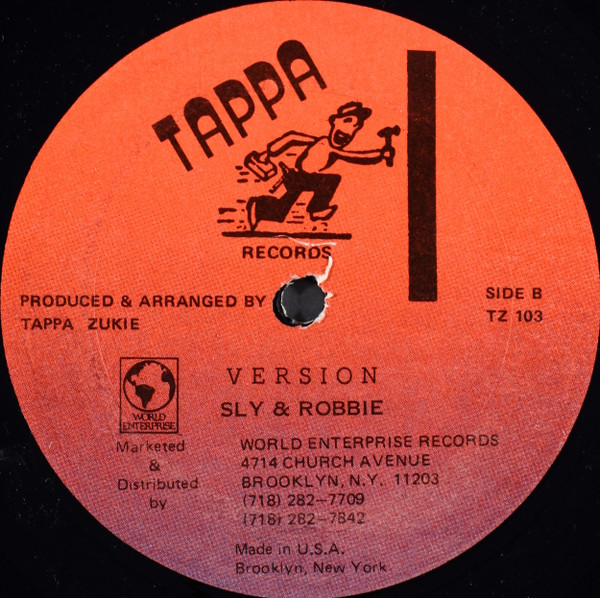 TAPPA
RECORDS
PRODUCED & ARRANGED BY
TAPPA ZUKIE
SIDE B
TZ 103
VERSION
SLY & ROBBIE
WORLD
ENTERPRISE
Marketed
&
Distributed
by
WORLD ENTERPRISE RECORDS
4714 CHURCH AVENUE
BROOKLYN, N.Y. 11203
(718) 282-7709
(718) 282-7842
Made in U.S.A.
Brooklyn, New York